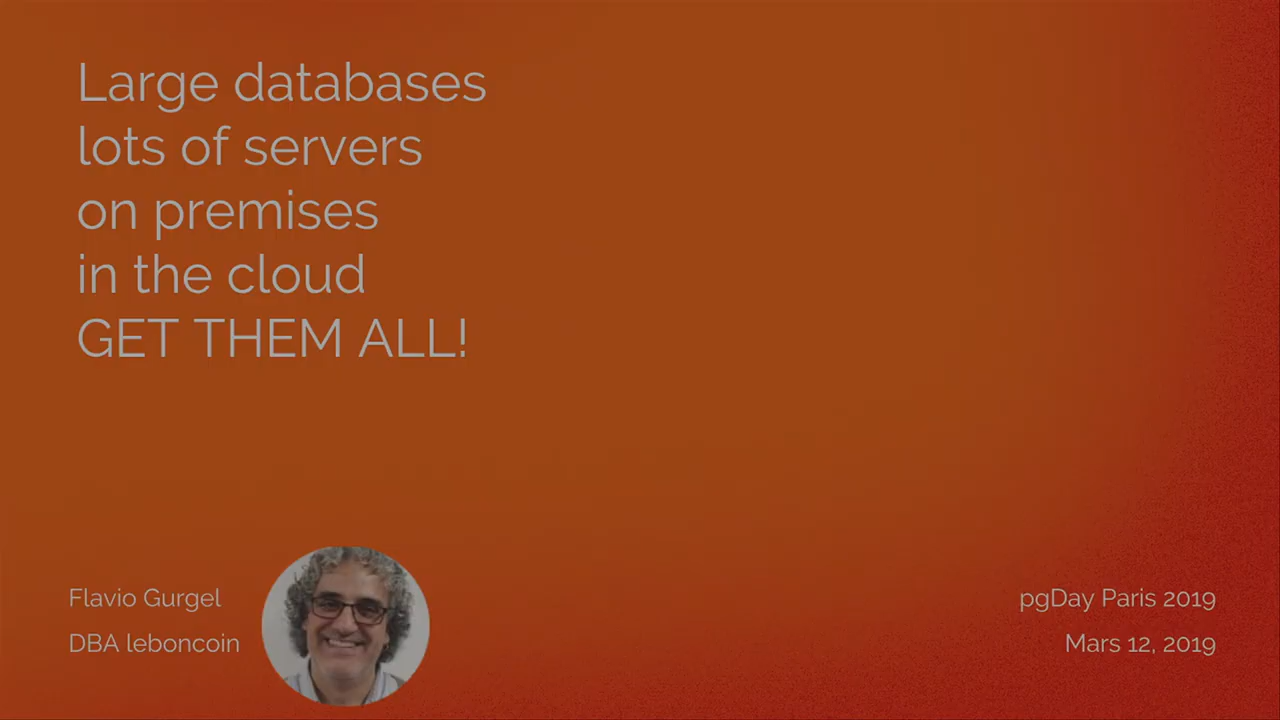 Large databases
lots of servers
on premises
in the cloud
GET THEM ALL!
Flavio Gurgel
DBA leboncoin
pgDay Paris 2019
Mars 12, 2019